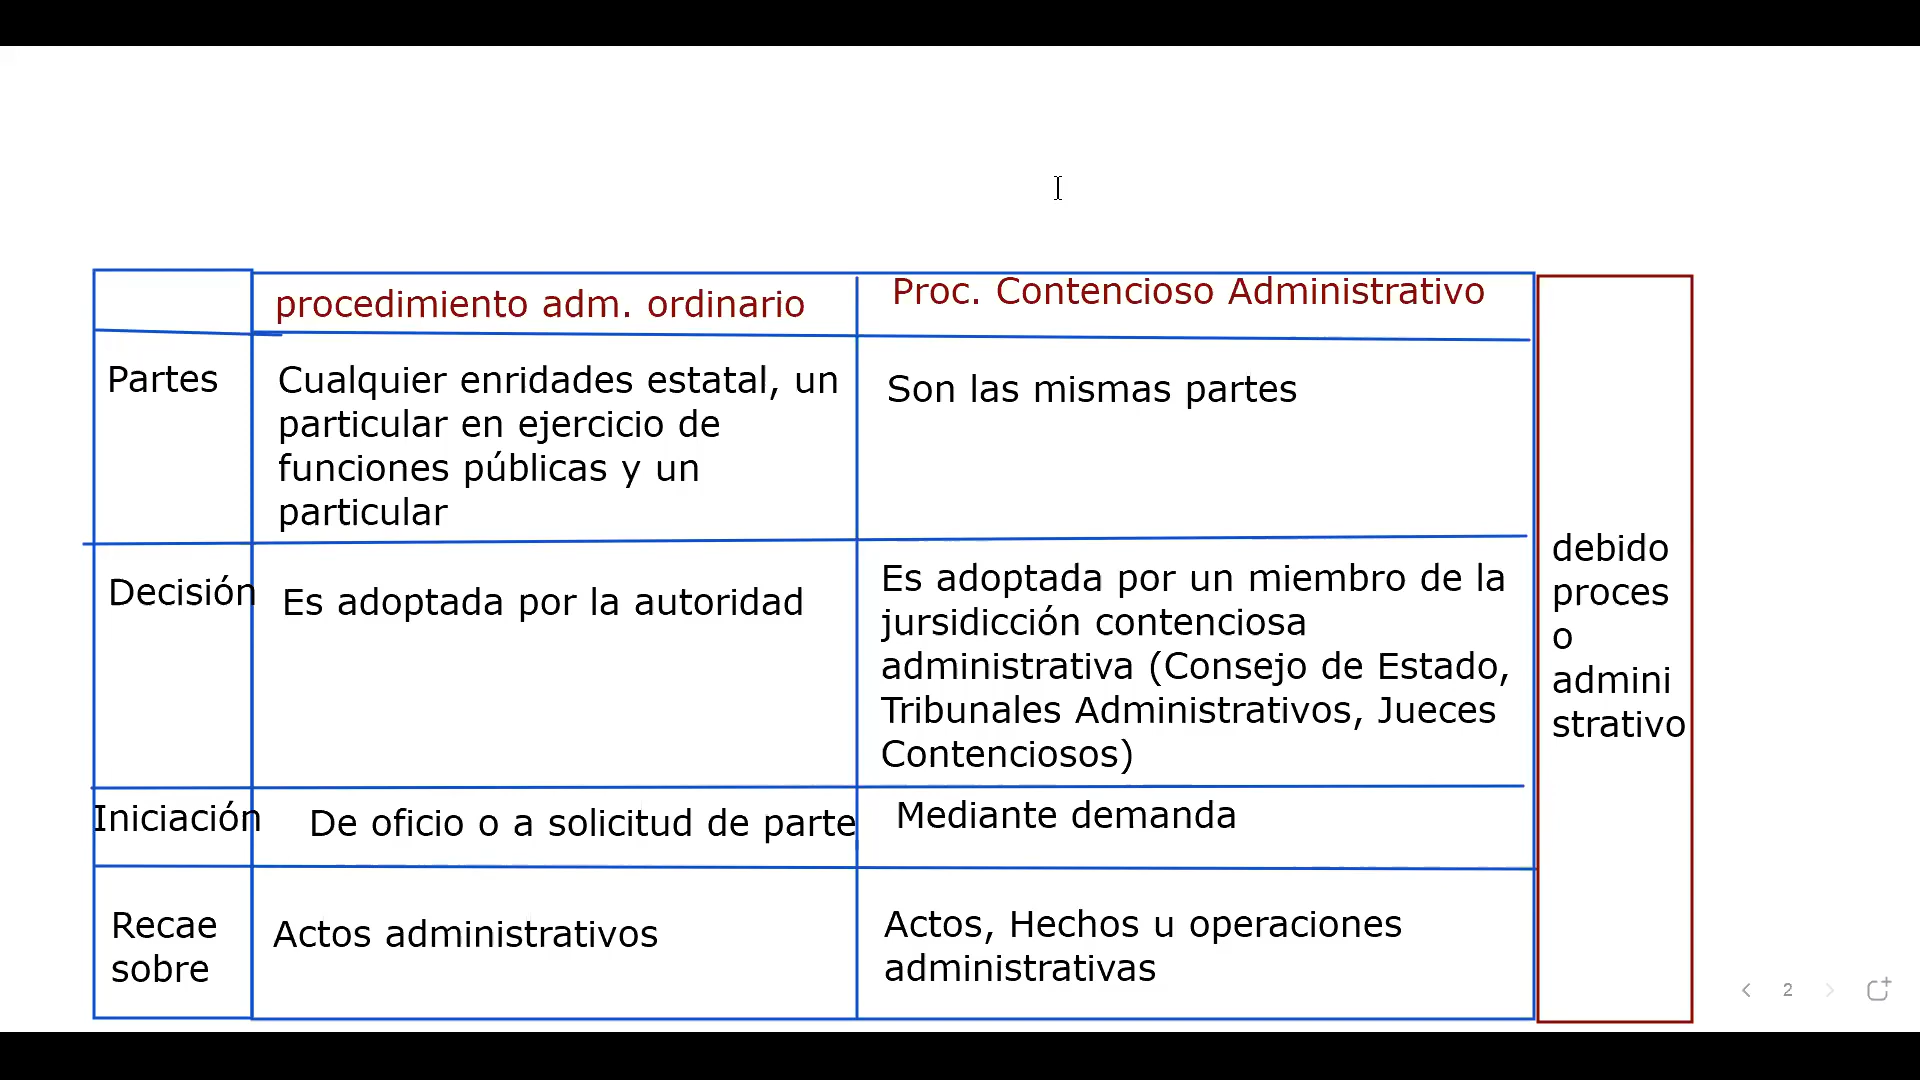 procedimiento adm. ordinario
Proc. Contencioso Administrativo
Partes
Cualquier enridades estatal, un
particular en ejercicio de
funciones públicas y un
particular
Son las mismas partes
Decisión
Es adoptada por la autoridad
Es adoptada por un miembro de la
jursidicción contenciosa
administrativa (Consejo de Estado,
Tribunales Administrativos, Jueces
Contenciosos)
Iniciación
De oficio o a solicitud de parte
Mediante demanda
Recae
sobre
Actos administrativos
Actos, Hechos u operaciones
administrativas
debido
proces
o
admini
strativo
2